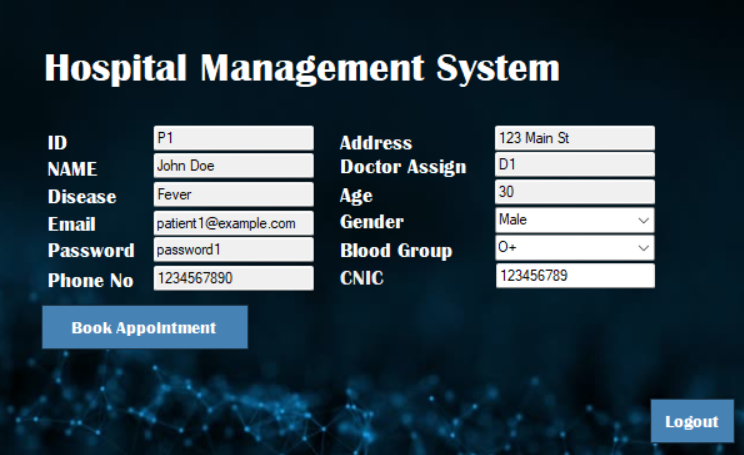 Hospital Management System
ID P1 Address 123 Main St
NAME John Doe Doctor Assign D1
Disease Fever Age 30
Email patient1@example.com Gender Male
Password password1 Blood Group O+
Phone No 1234567890 CNIC 123456789
Book Appointment
Logout